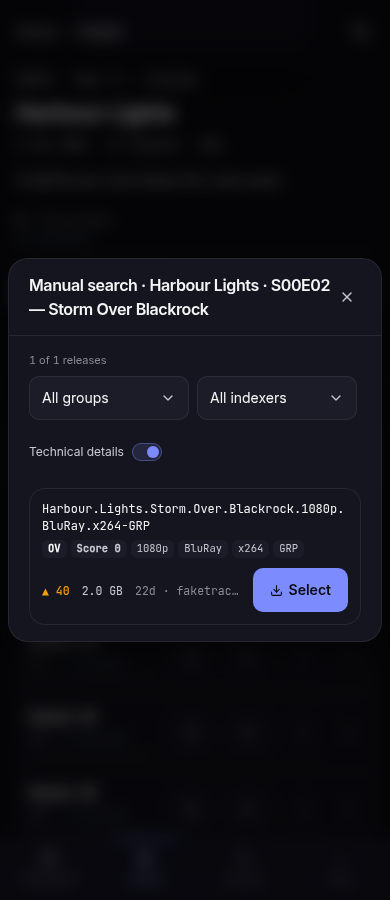 Harbour Lights
Manual search · Harbour Lights · S00E02
— Storm Over Blackrock
1 of 1 releases
All groups
All indexers
Technical details
Harbour.Lights.Storm.Over.Blackrock.1080p.
BluRay.x264-GRP
OV Score 0 1080p BluRay x264 GRP
▲ 40 2.0 GB 22d · faketrac…
Select